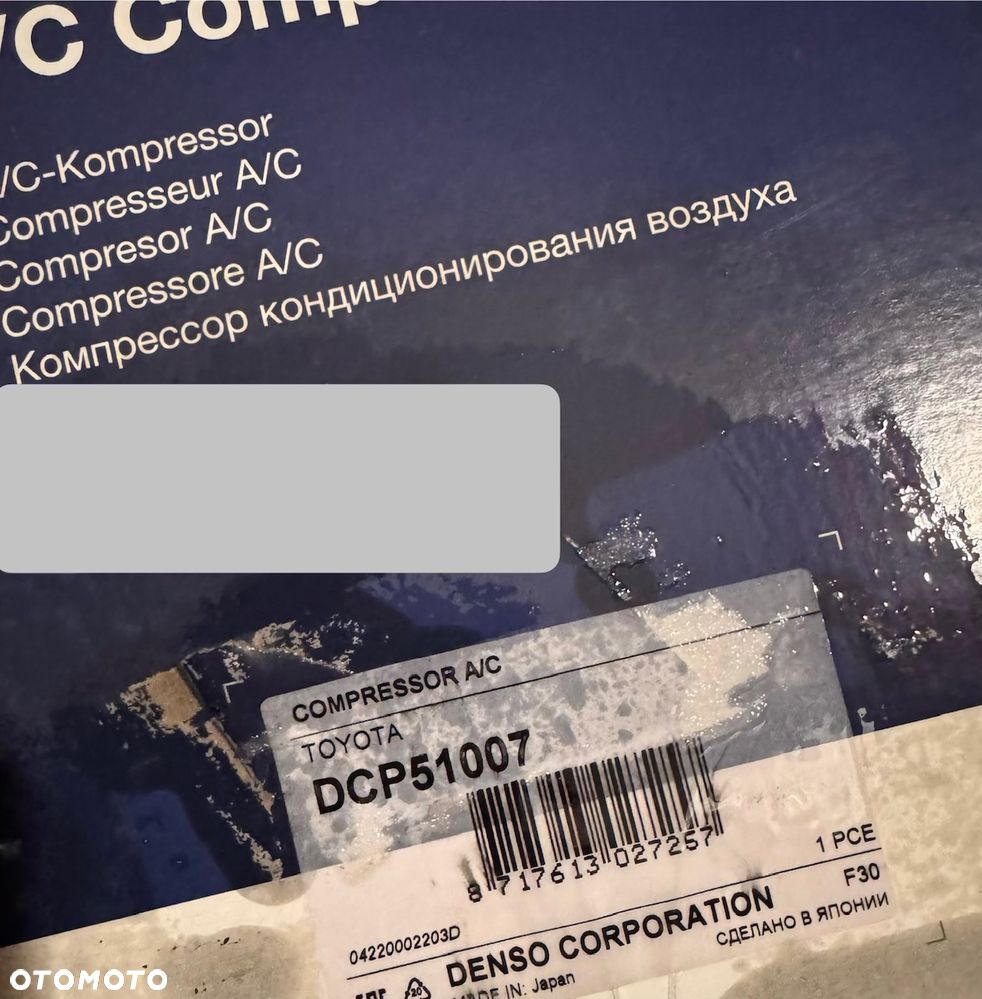 /C Comp
/C-Kompressor
Compresseur A/C
Compresor A/C
Compressore A/C
Компрессор кондиционирования воздуха
COMPRESSOR A/C
TOYOTA
DCP51007
8 717613 027257
1 PCE
F30
04220002203D
DENSO CORPORATION
СДЕЛАНО В ЯПОНИИ
MADE IN: Japan
20
OTOMOTO